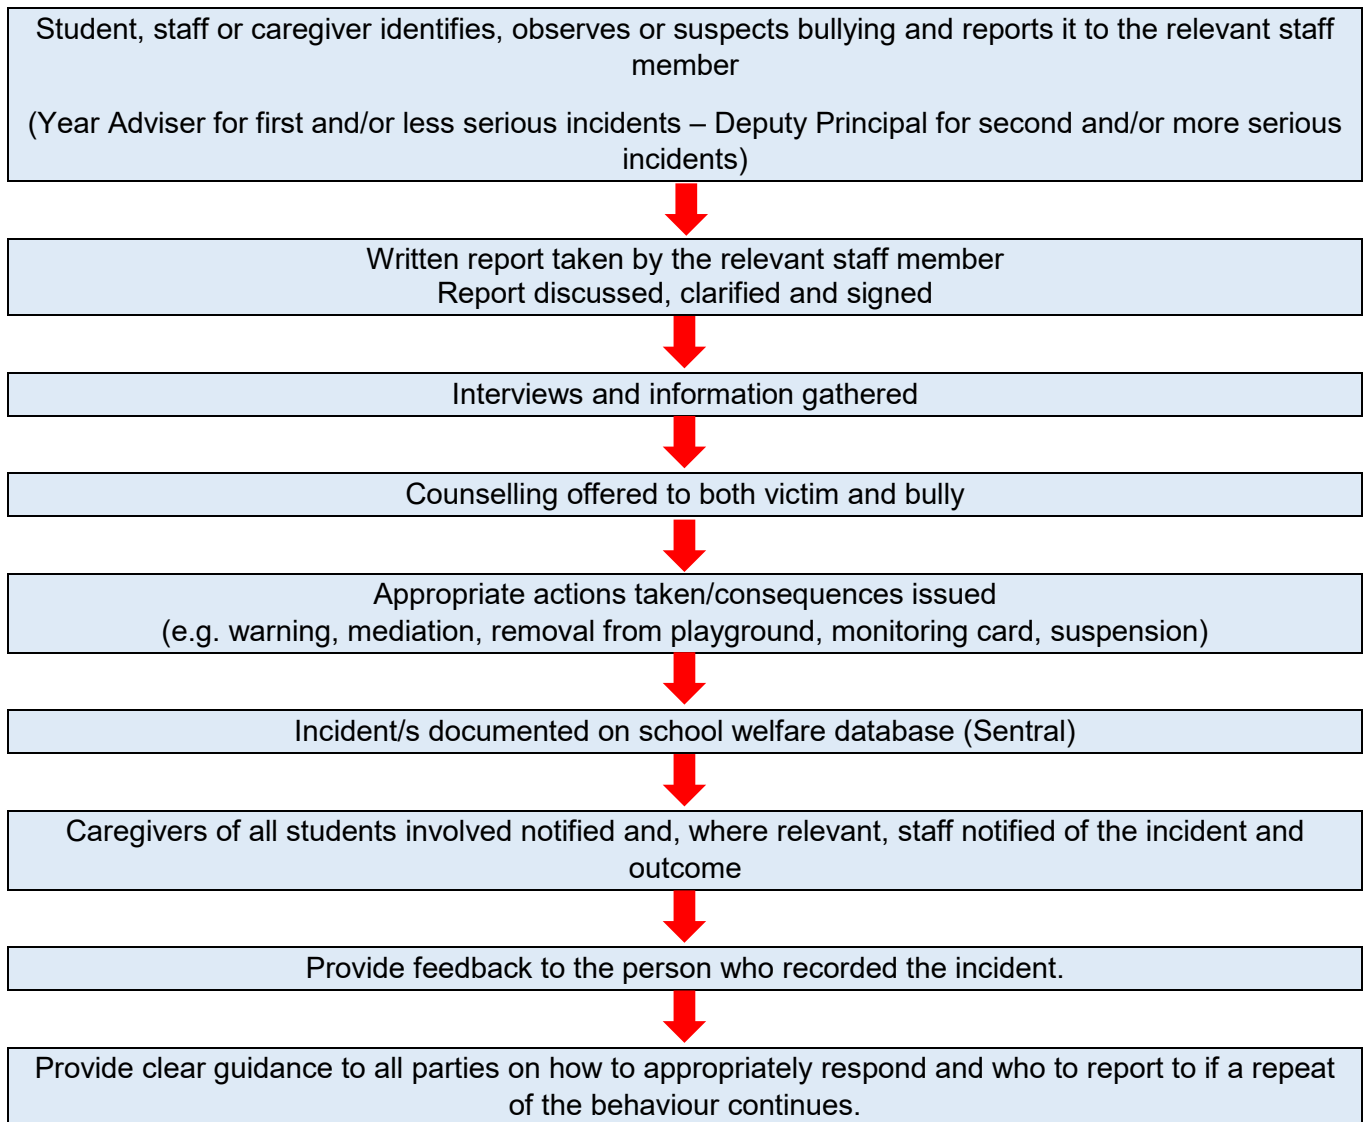 Student, staff or caregiver identifies, observes or suspects bullying and reports it to the relevant staff
member
(Year Adviser for first and/or less serious incidents – Deputy Principal for second and/or more serious
incidents)
Written report taken by the relevant staff member
Report discussed, clarified and signed
Interviews and information gathered
Counselling offered to both victim and bully
Appropriate actions taken/consequences issued
(e.g. warning, mediation, removal from playground, monitoring card, suspension)
Incident/s documented on school welfare database (Sentral)
Caregivers of all students involved notified and, where relevant, staff notified of the incident and
outcome
Provide feedback to the person who recorded the incident.
Provide clear guidance to all parties on how to appropriately respond and who to report to if a repeat
of the behaviour continues.